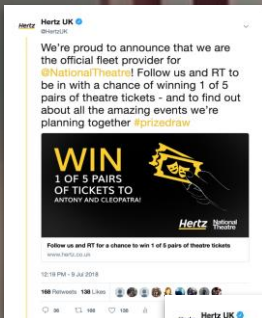 Hertz
Hertz UK
@HertzUK
We're proud to announce that we are
the official fleet provider for
@NationalTheatre! Follow us and RT to
be in with a chance of winning 1 of 5
pairs of theatre tickets - and to find out
about all the amazing events we're
planning together #prizedraw
WIN
1 OF 5 PAIRS
OF TICKETS TO
ANTONY AND CLEOPATRA!
Hertz
National
Theatre
Follow us and RT for a chance to win 1 of 5 pairs of theatre tickets
www.hertz.co.uk
12:19 PM - 9 Jul 2018
168 Retweets 138 Likes
36 168 138
Hertz UK